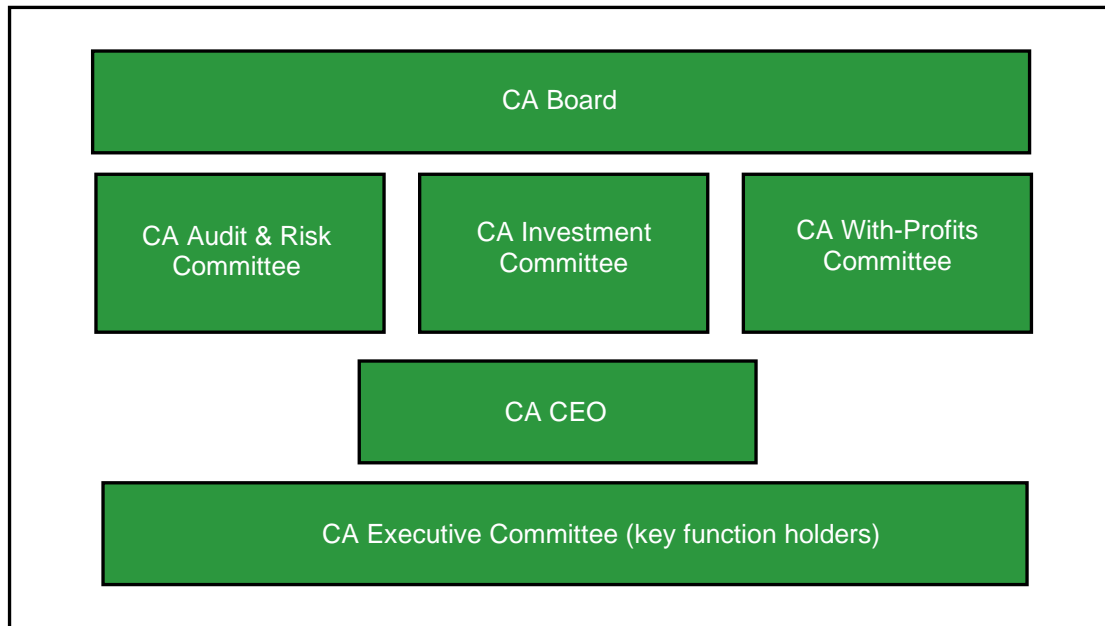 CA Board
CA Audit & Risk
Committee
CA Investment
Committee
CA With-Profits
Committee
CA CEO
CA Executive Committee (key function holders)